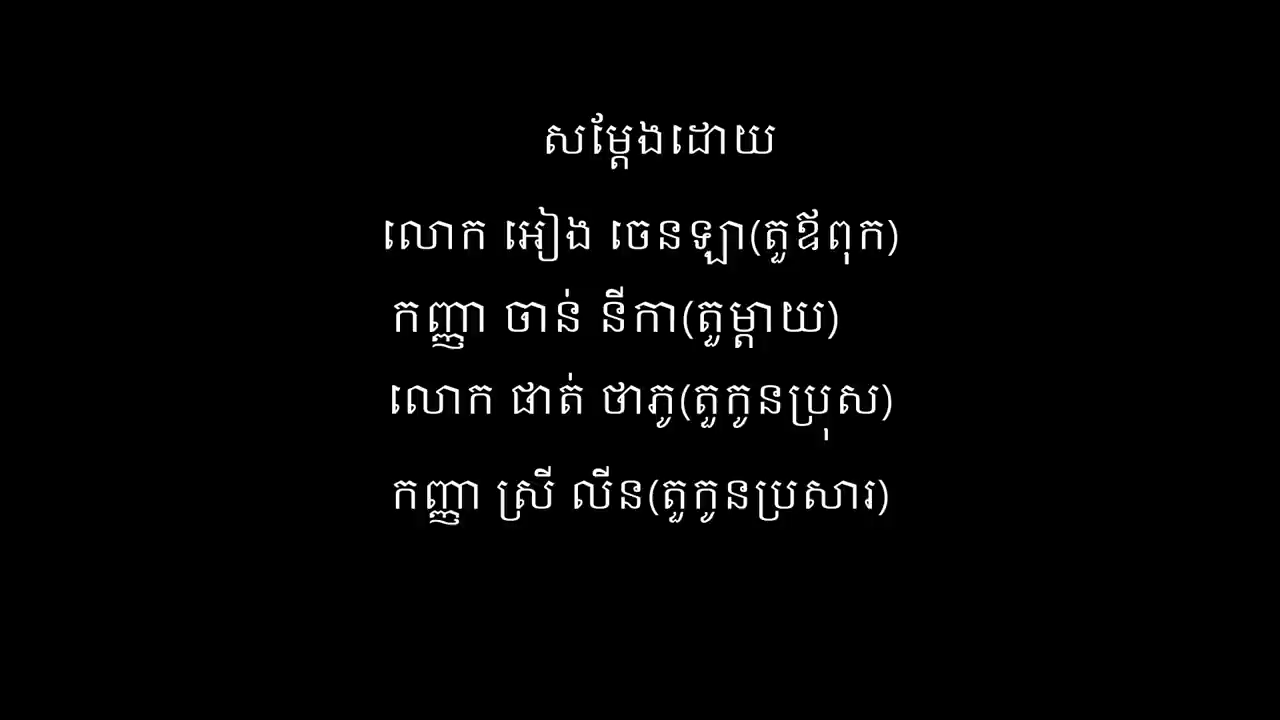 សម្ដែងដោយ
លោក អៀង ចេនឡា(តួឪពុក)
កញ្ញា ចាន់ នីកា(តួម្ដាយ)
លោក ផាត់ ថាភូ(តួកូនប្រុស)
កញ្ញា ស្រី លីន(តួកូនប្រសារ)